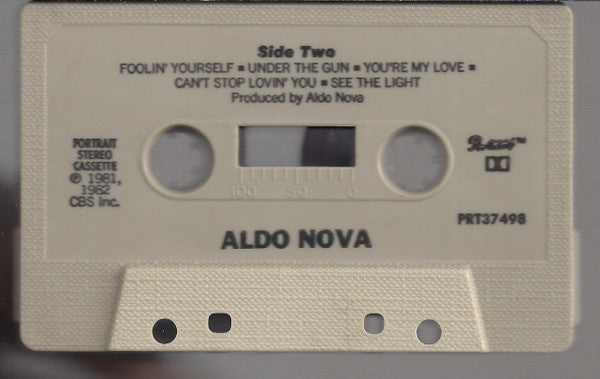 Side Two
FOOLIN' YOURSELF ▪ UNDER THE GUN ▪ YOU'RE MY LOVE ▪
CAN'T STOP LOVIN' YOU ▪ SEE THE LIGHT
Produced by Aldo Nova
PORTRAIT
STEREO
CASSETTE
℗ 1981,
1982
CBS Inc.
100 50 0
Portrait™
PRT37498
ALDO NOVA